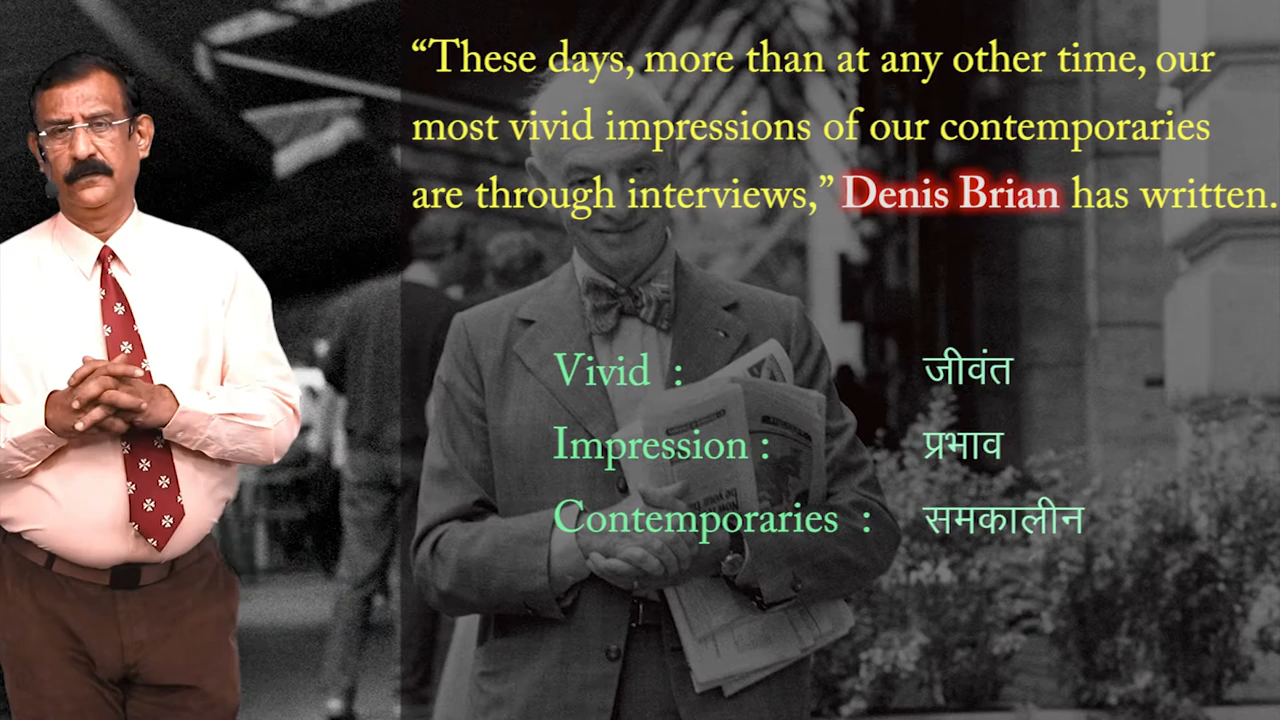 “These days, more than at any other time, our
most vivid impressions of our contemporaries
are through interviews,” Denis Brian has written.
Vivid : जीवंत
Impression : प्रभाव
Contemporaries : समकालीन